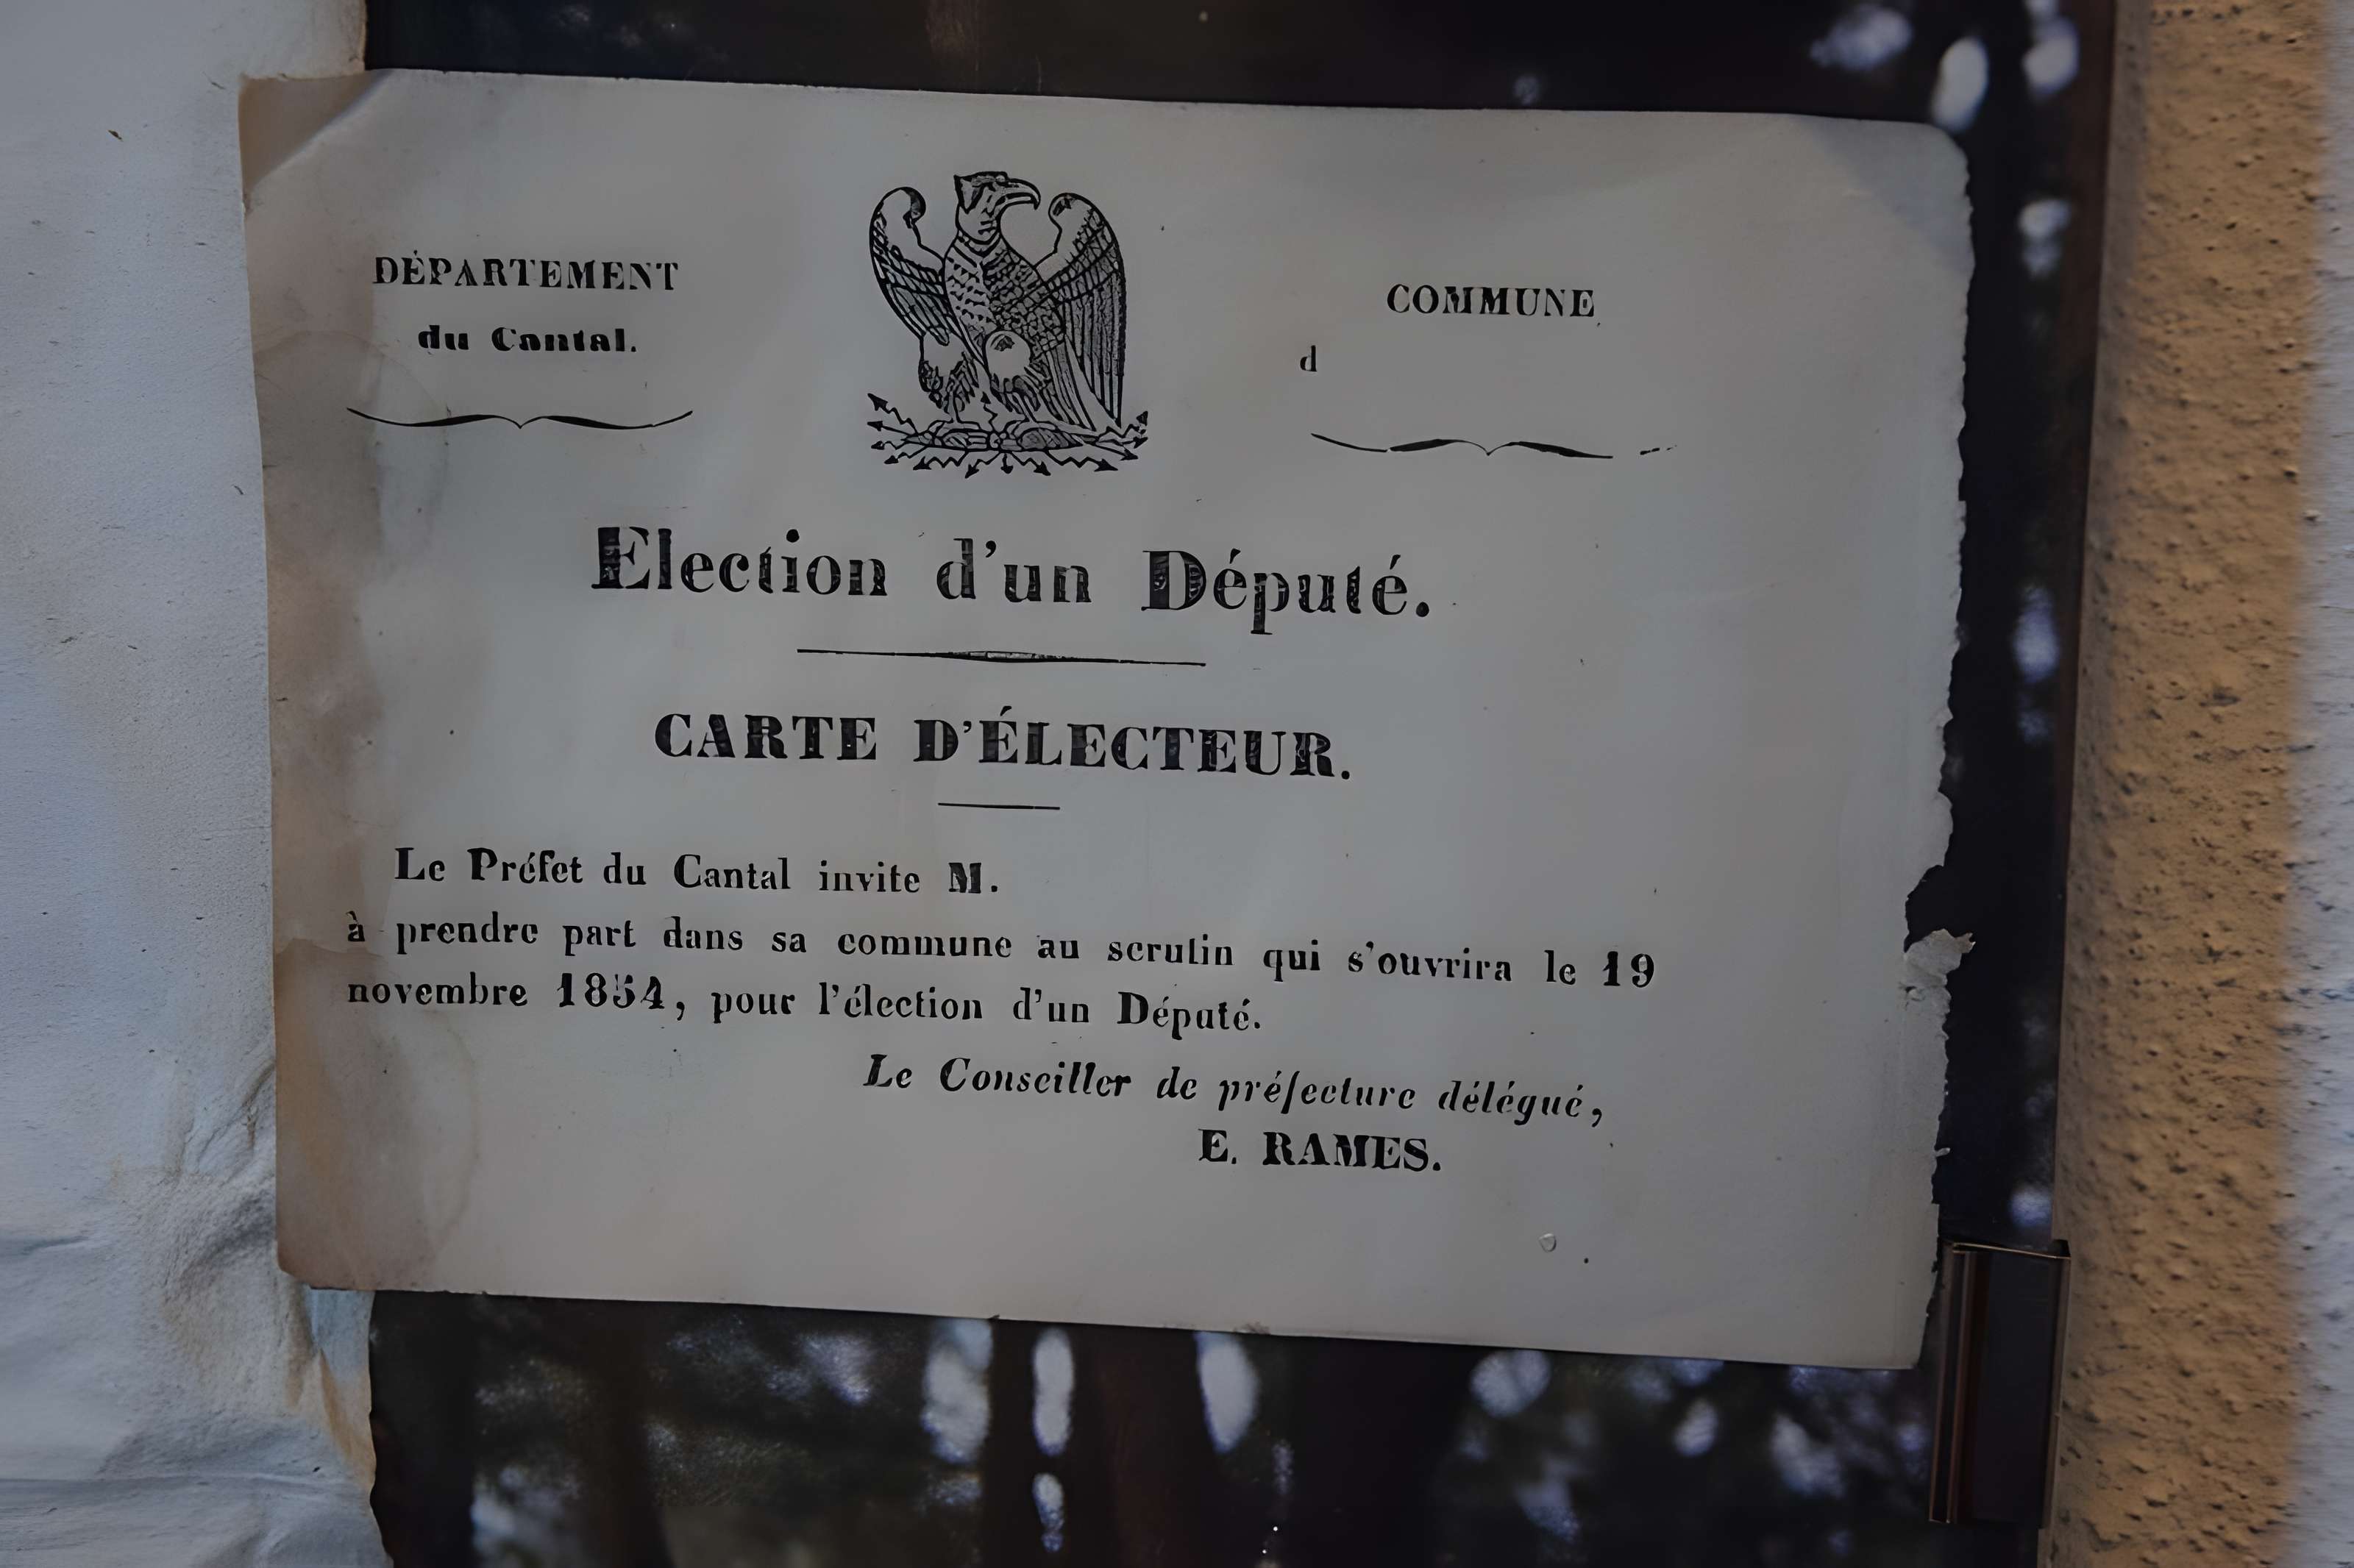 DÉPARTEMENT
du Cantal.
COMMUNE
d
Election d'un Député.
CARTE D'ÉLECTEUR.
Le Préfet du Cantal invite M.
à prendre part dans sa commune au scrutin qui s'ouvrira le 19
novembre 1854, pour l'élection d'un Député.
Le Conseiller de préfecture délégué,
E. RAMES.